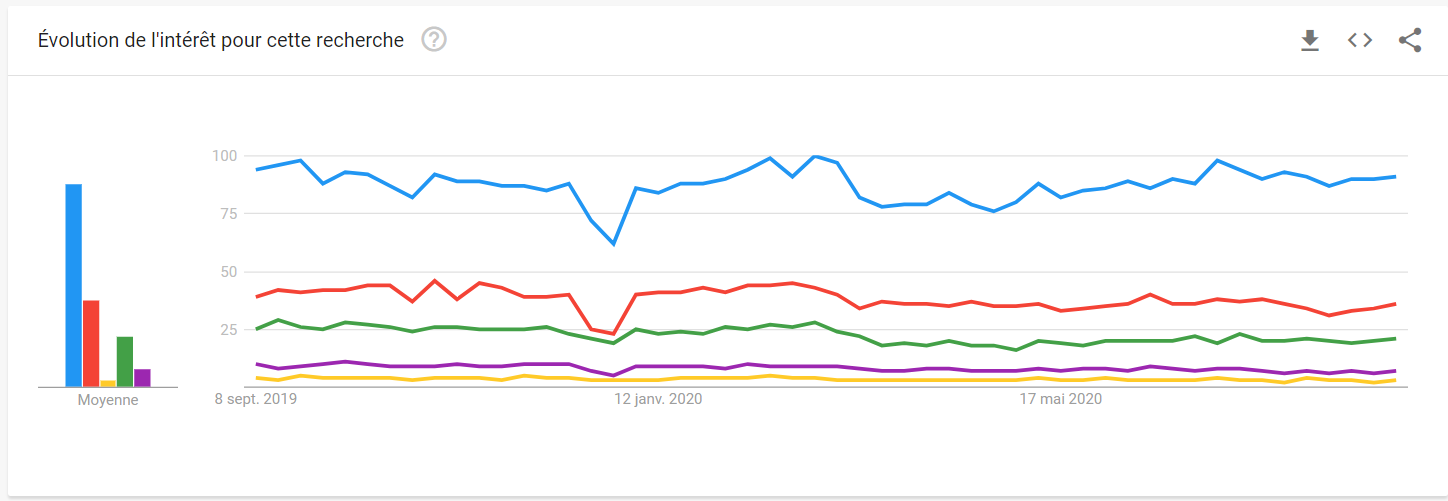 Évolution de l'intérêt pour cette recherche ?
100
75
50
25
Moyenne
8 sept. 2019 12 janv. 2020 17 mai 2020